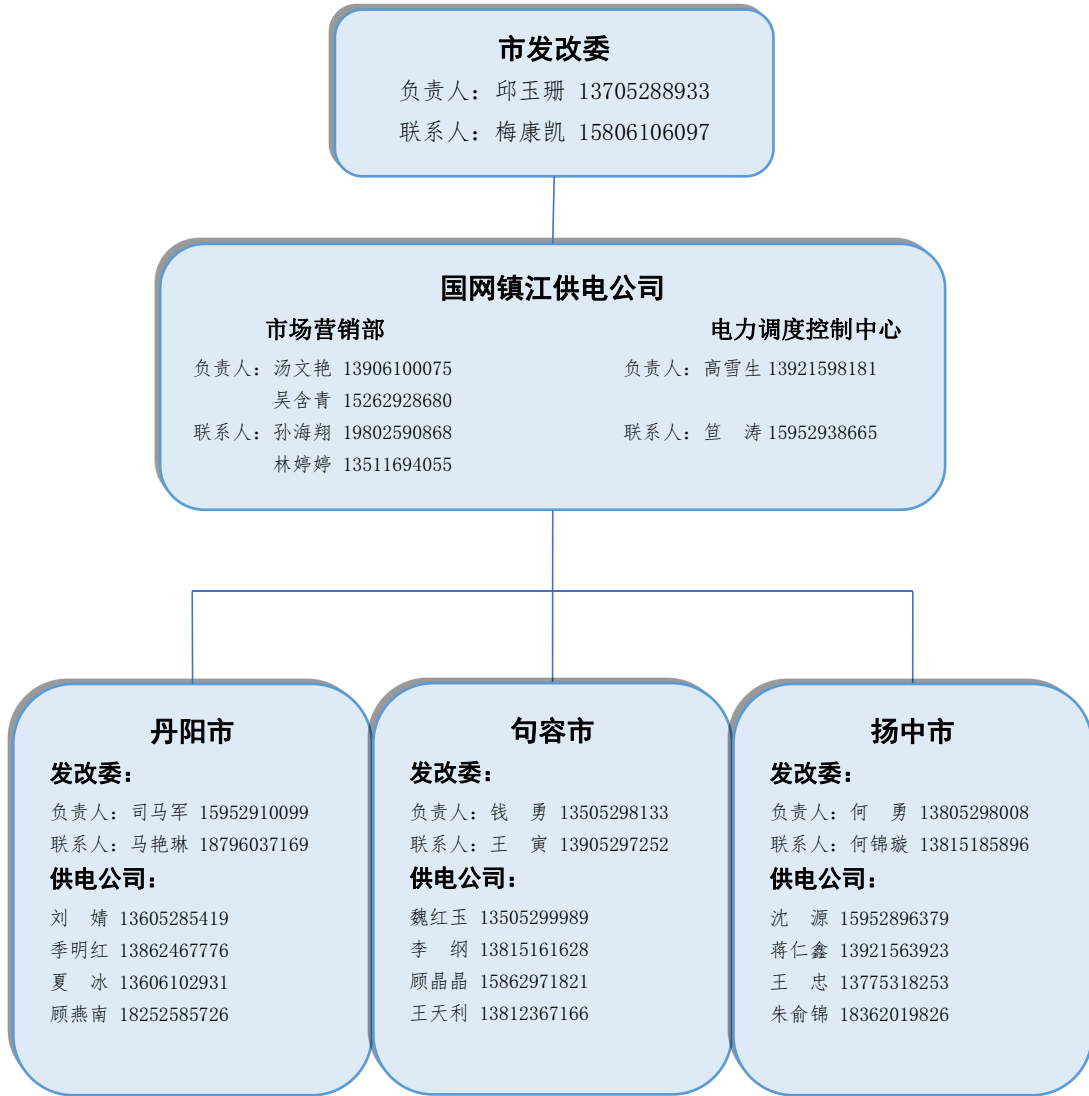 市发改委
负责人：邱玉珊 13705288933
联系人：梅康凯 15806106097
国网镇江供电公司
市场营销部
负责人：汤文艳 13906100075
吴含青 15262928680
联系人：孙海翔 19802590868
林婷婷 13511694055
电力调度控制中心
负责人：高雪生 13921598181
联系人：笪 涛 15952938665
丹阳市
发改委：
负责人：司马军 15952910099
联系人：马艳琳 18796037169
供电公司：
刘 婧 13605285419
季明红 13862467776
夏 冰 13606102931
顾燕南 18252585726
句容市
发改委：
负责人：钱 勇 13505298133
联系人：王 寅 13905297252
供电公司：
魏红玉 13505299989
李 纲 13815161628
顾晶晶 15862971821
王天利 13812367166
扬中市
发改委：
负责人：何 勇 13805298008
联系人：何锦璇 13815185896
供电公司：
沈 源 15952896379
蒋仁鑫 13921563923
王 忠 13775318253
朱俞锦 18362019826